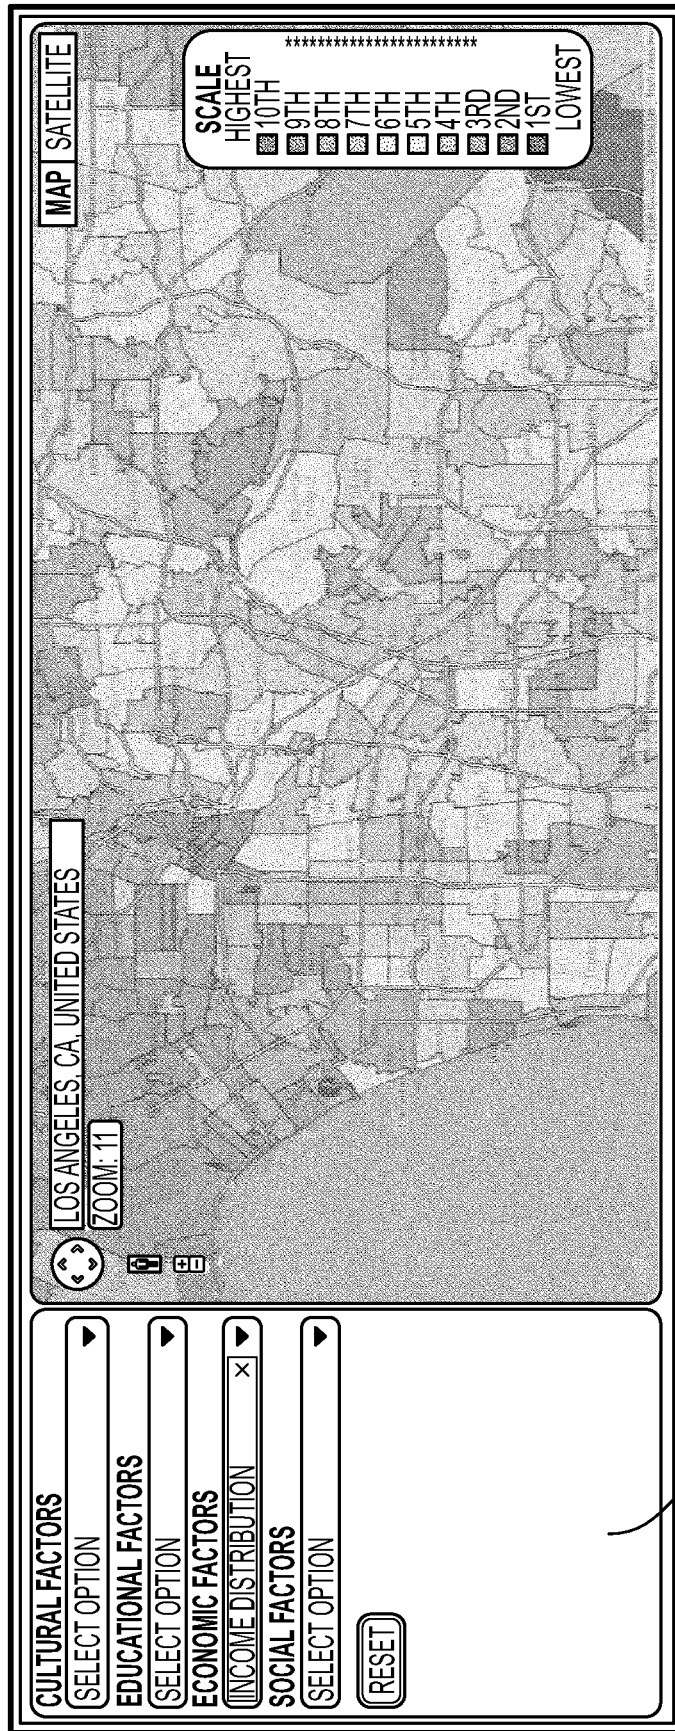 CULTURAL FACTORS
SELECT OPTION
EDUCATIONAL FACTORS
SELECT OPTION
ECONOMIC FACTORS
INCOME DISTRIBUTION X
SOCIAL FACTORS
SELECT OPTION
RESET
LOS ANGELES, CA, UNITED STATES
ZOOM: 11
+
−
MAP SATELLITE
SCALE
HIGHEST
10TH
9TH
8TH
7TH
6TH
5TH
4TH
3RD
2ND
1ST
LOWEST
************************